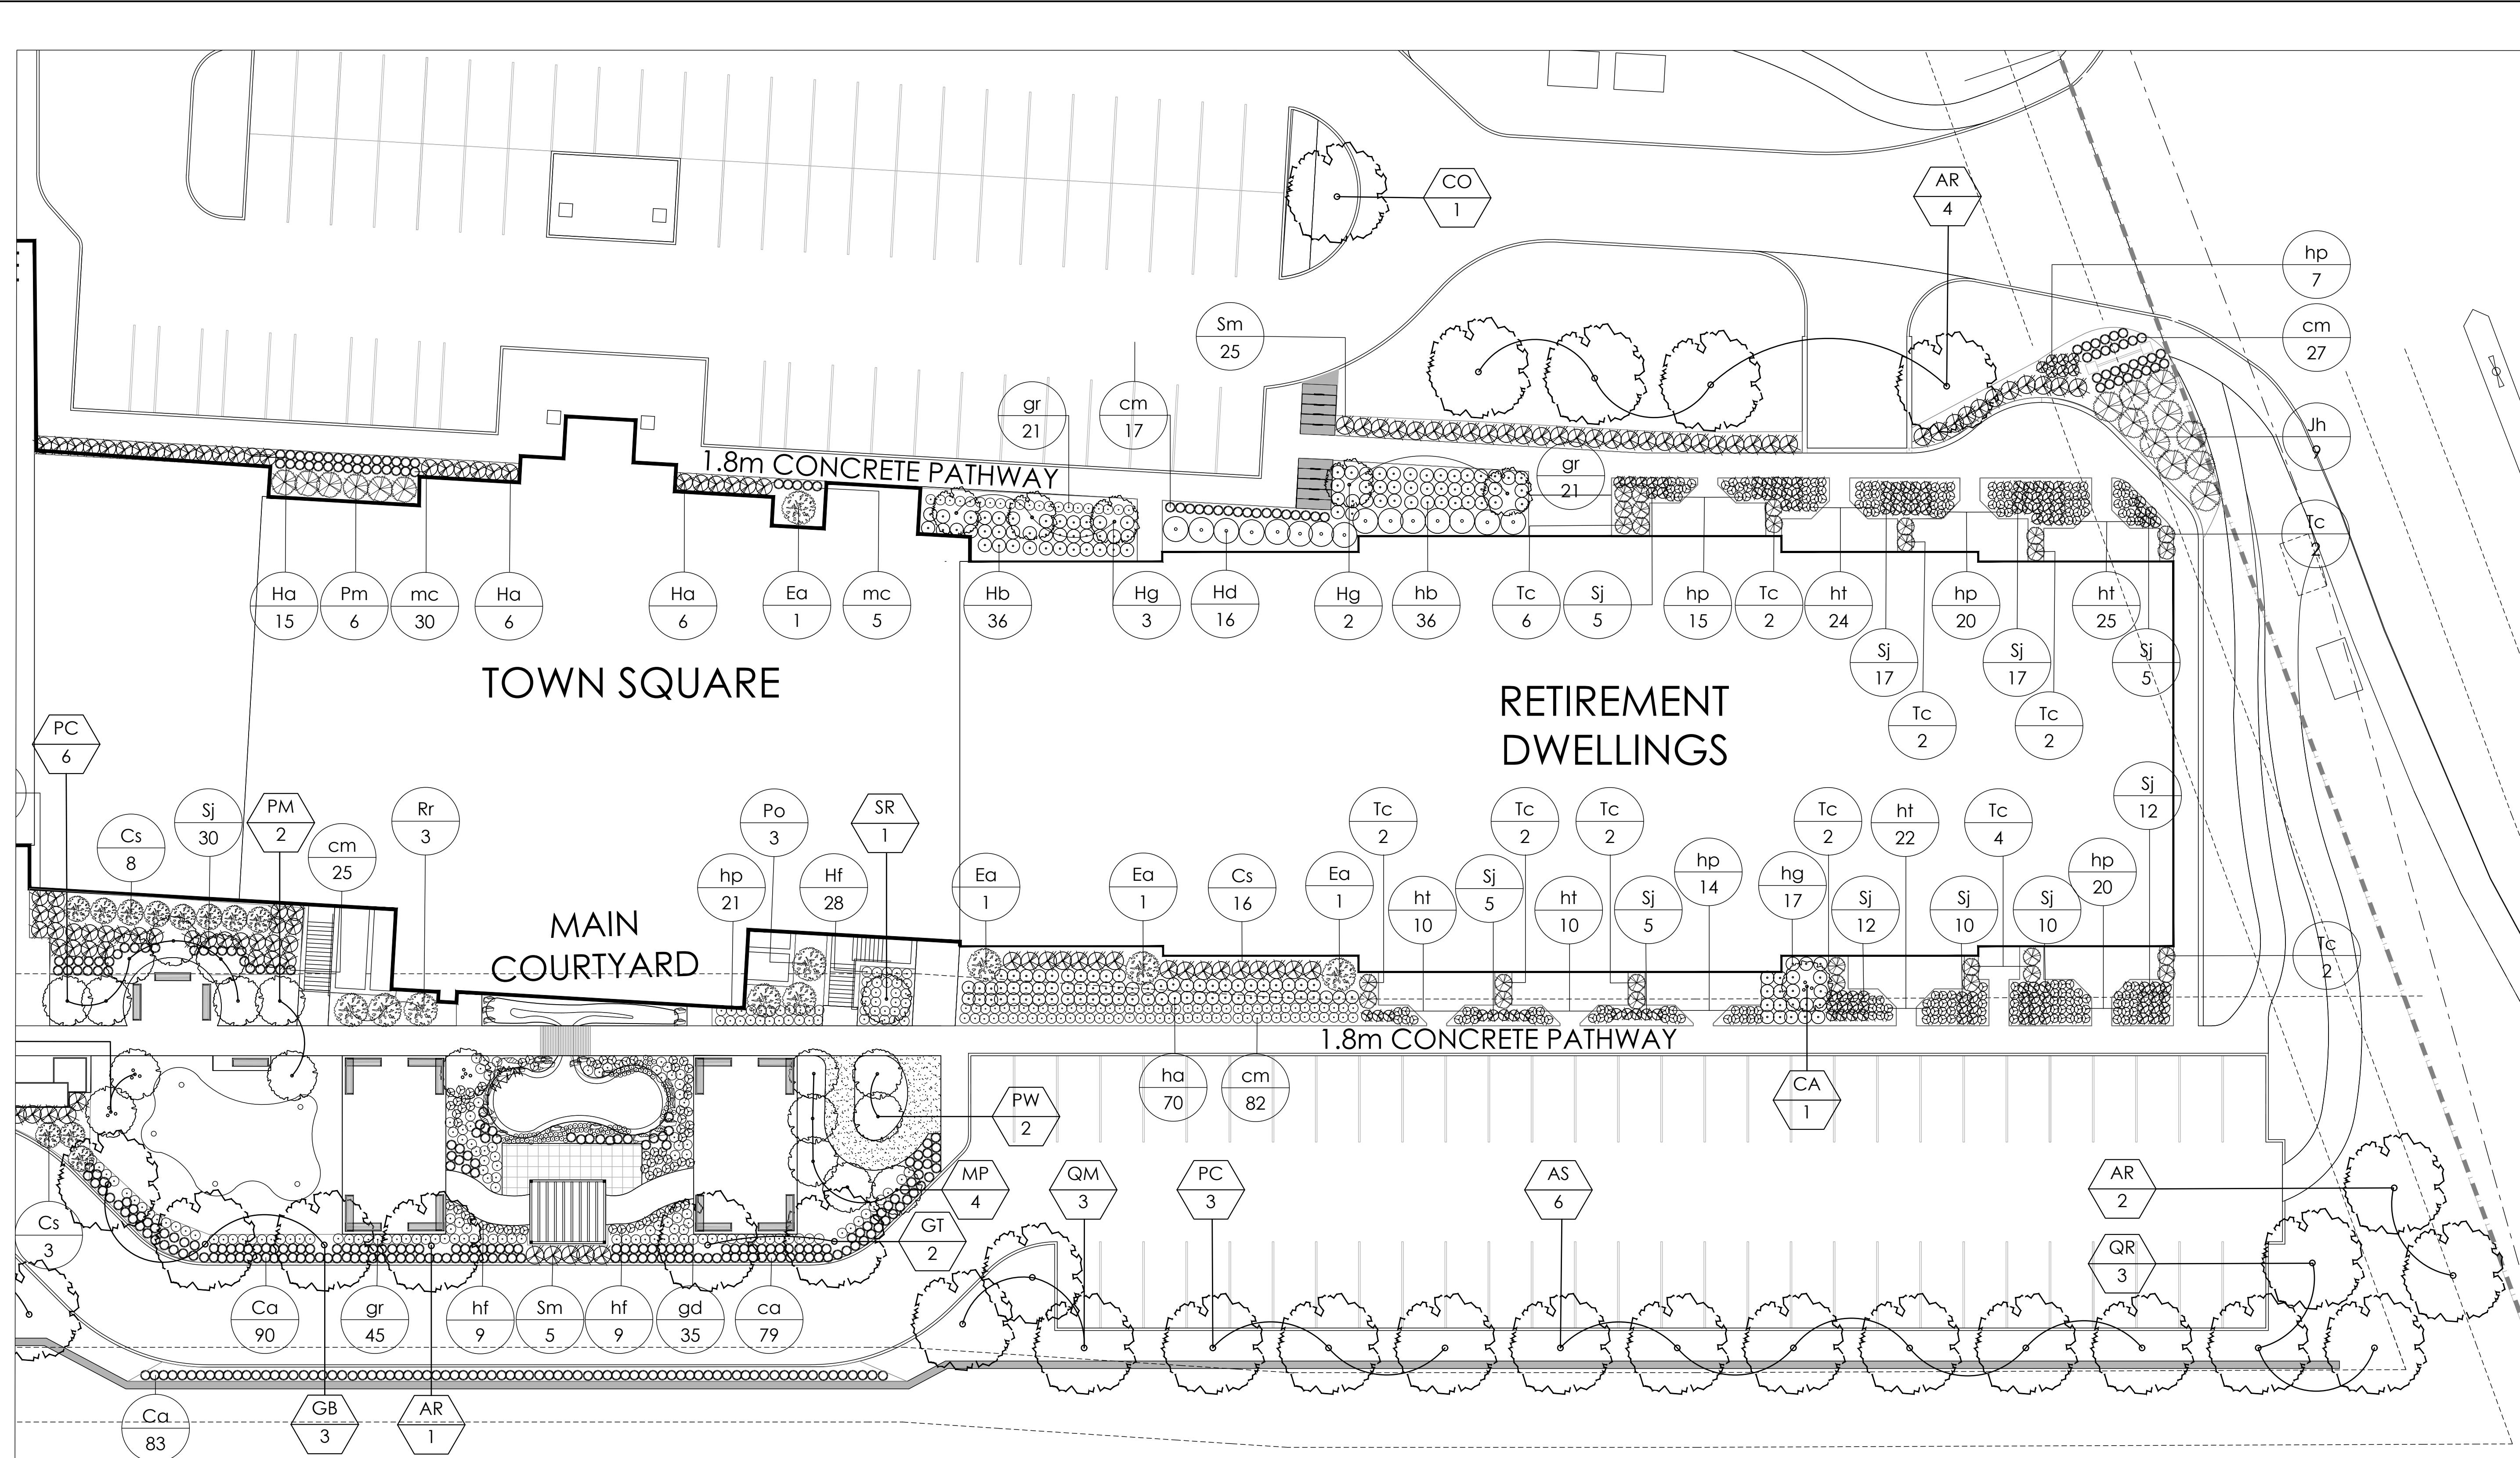 CO
1
AR
4
hp
7
cm
27
Sm
25
gr
21
cm
17
Jh
9
1.8m CONCRETE PATHWAY
gr
21
Tc
2
Ha
15
Pm
6
mc
30
Ha
6
Ha
6
Ea
1
mc
5
Hb
36
Hg
3
Hd
16
Hg
2
hb
36
Tc
6
Sj
5
hp
15
Tc
2
ht
24
hp
20
ht
25
Sj
17
Sj
17
Sj
5
TOWN SQUARE
RETIREMENT
DWELLINGS
Tc
2
Tc
2
PC
6
Cs
8
Sj
30
PM
2
cm
25
Rr
3
Po
3
SR
1
Tc
2
Tc
2
Tc
2
Tc
2
ht
22
Tc
4
Sj
12
hp
21
Hf
28
Ea
1
Ea
1
Cs
16
Ea
1
ht
10
Sj
5
ht
10
Sj
5
hp
14
hg
17
Sj
12
Sj
10
Sj
10
hp
20
Tc
2
MAIN
COURTYARD
1.8m CONCRETE PATHWAY
ha
70
cm
82
CA
1
PW
2
MP
4
QM
3
PC
3
AS
6
AR
2
GT
2
QR
3
Cs
3
Ca
90
gr
45
hf
9
Sm
5
hf
9
gd
35
ca
79
Ca
83
GB
3
AR
1